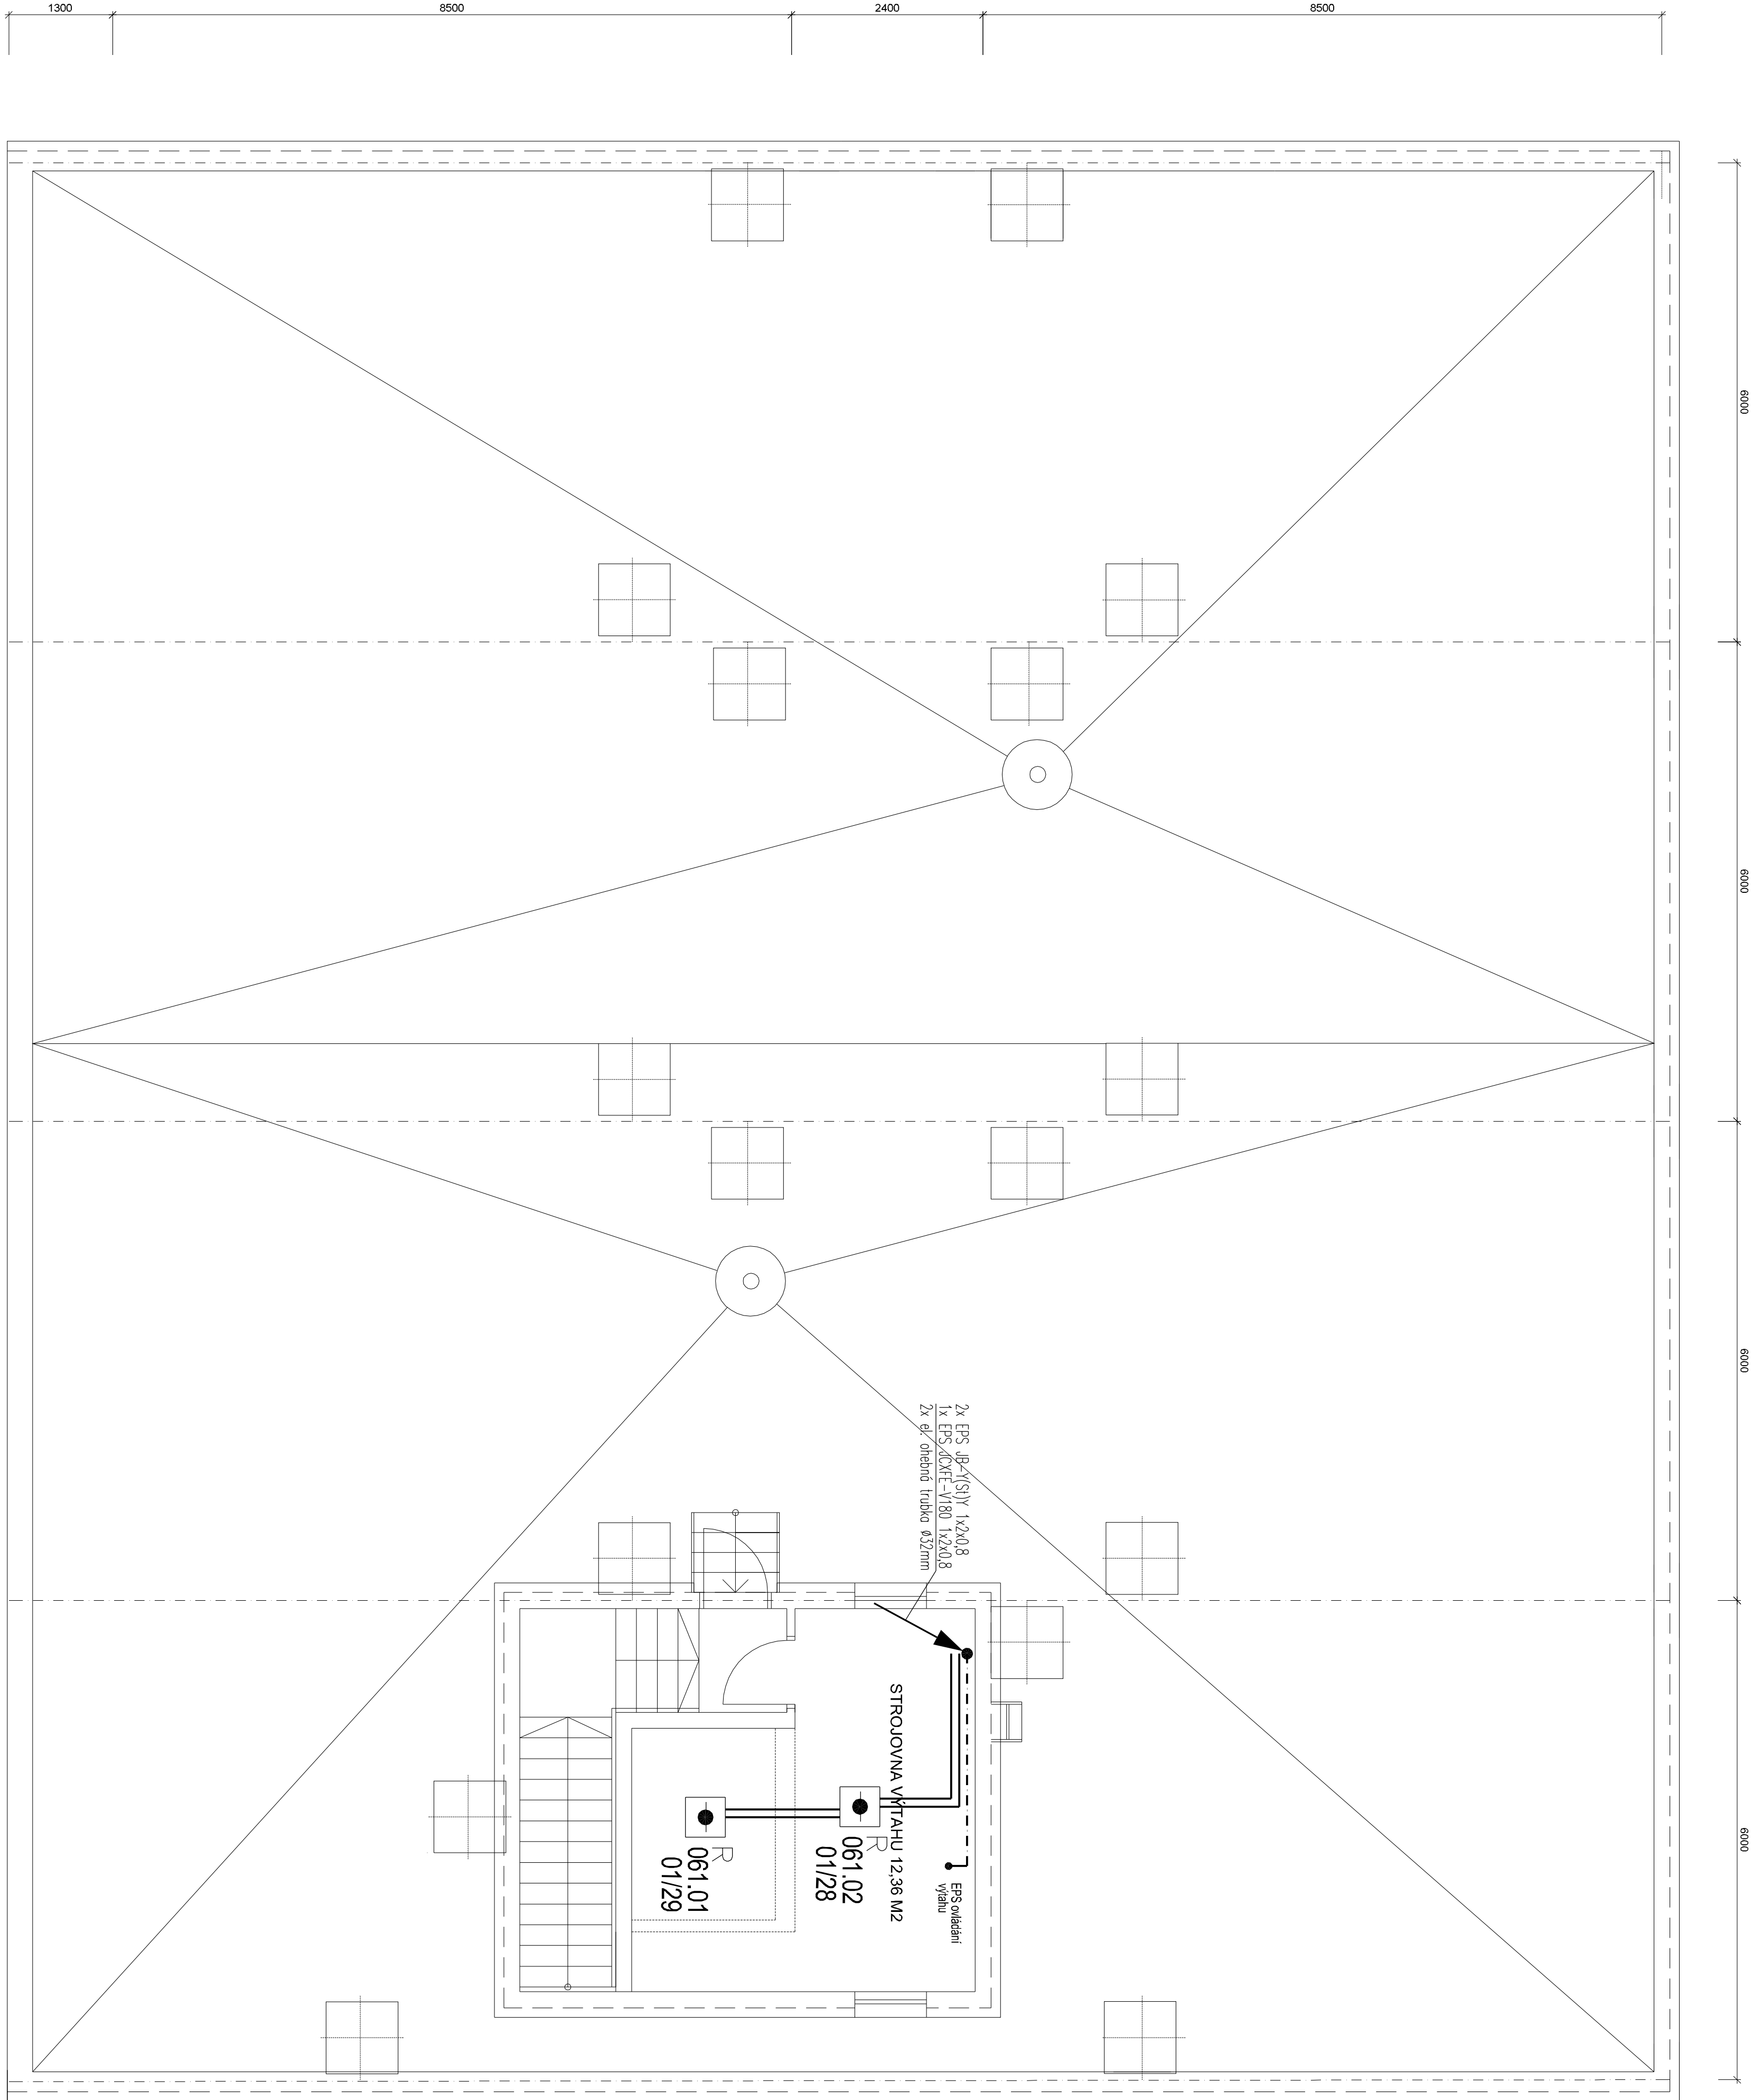 1300
8500
2400
8500
6000
6000
6000
6000
2x EPS JB-Y(St)Y 1x2x0,8
1x EPS JCXFE-V180 1x2x0,8
2x el. ohebná trubka Ø32mm
STROJOVNA VÝTAHU 12,36 M2
EPS ovládání
výtahu
R
061.02
01/28
R
061.01
01/29